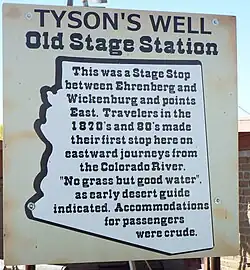 TYSON'S WELL
Old Stage Station
This was a Stage Stop
between Ehrenberg and
Wickenburg and points
East. Travelers in the
1870's and 80's made
their first stop here on
eastward journeys from
the Colorado River.
"No grass but good water",
as early desert guide
indicated. Accommodations
for passengers
were crude.